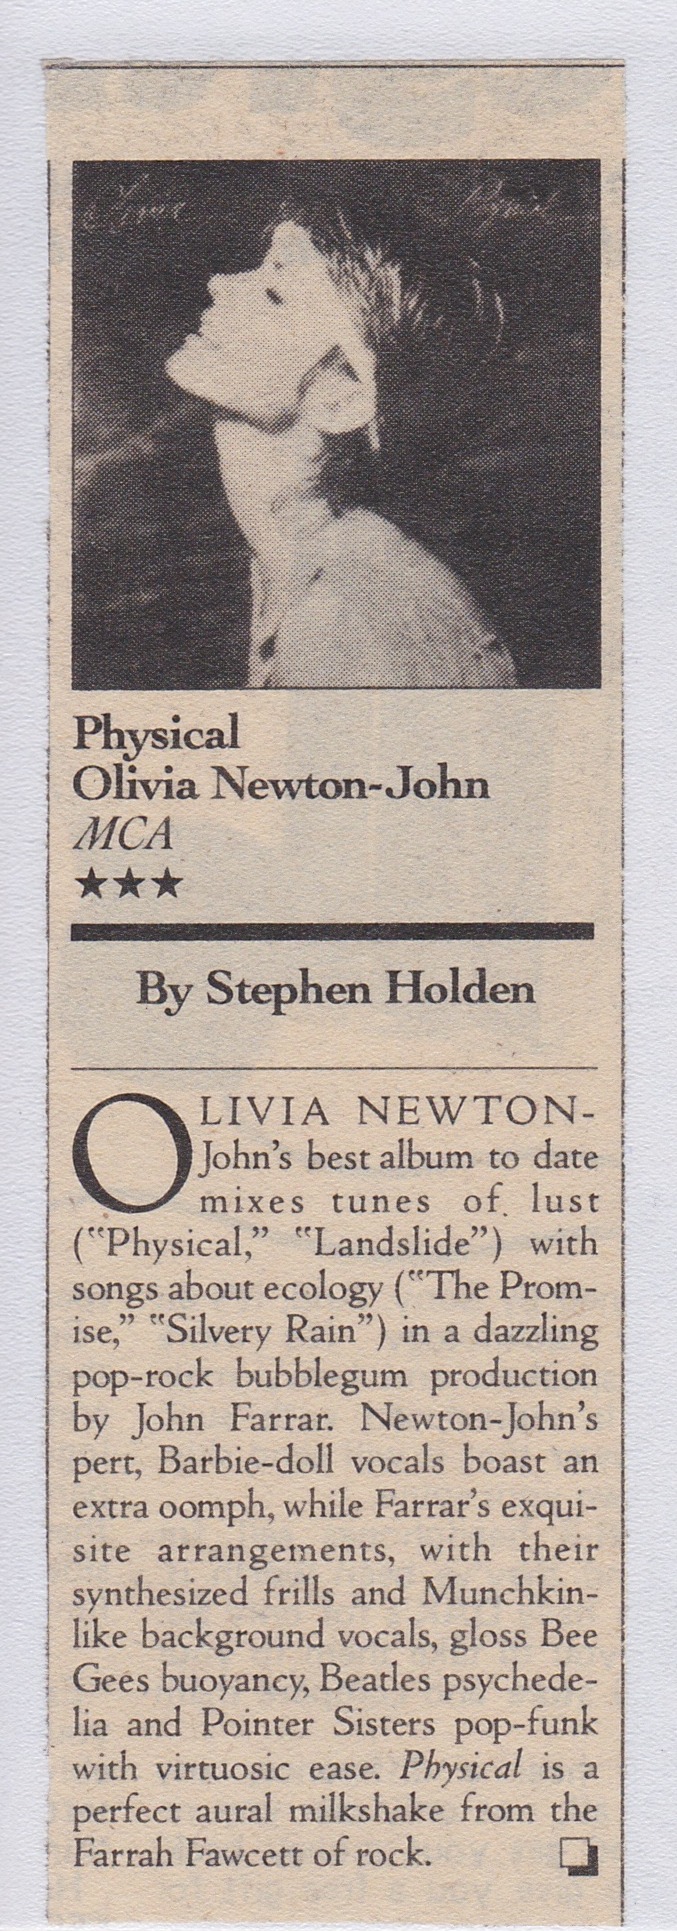 Physical
Olivia Newton-John
MCA
★★★
By Stephen Holden
OLIVIA NEWTON-
John's best album to date
mixes tunes of lust
("Physical," "Landslide") with
songs about ecology ("The Prom-
ise," "Silvery Rain") in a dazzling
pop-rock bubblegum production
by John Farrar. Newton-John's
pert, Barbie-doll vocals boast an
extra oomph, while Farrar's exqui-
site arrangements, with their
synthesized frills and Munchkin-
like background vocals, gloss Bee
Gees buoyancy, Beatles psychede-
lia and Pointer Sisters pop-funk
with virtuosic ease. Physical is a
perfect aural milkshake from the
Farrah Fawcett of rock.